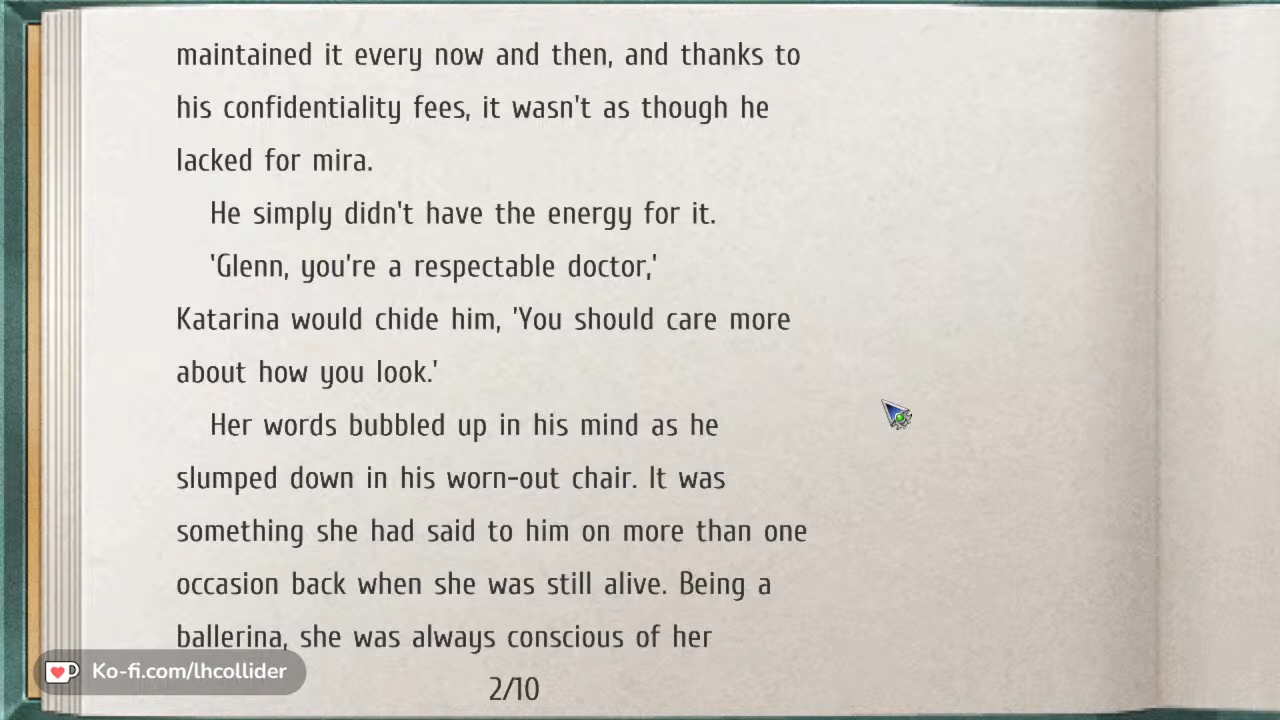 maintained it every now and then, and thanks to
his confidentiality fees, it wasn't as though he
lacked for mira.
He simply didn't have the energy for it.
'Glenn, you're a respectable doctor,'
Katarina would chide him, 'You should care more
about how you look.'
Her words bubbled up in his mind as he
slumped down in his worn-out chair. It was
something she had said to him on more than one
occasion back when she was still alive. Being a
ballerina, she was always conscious of her
Ko-fi.com/lhcollider
2/10